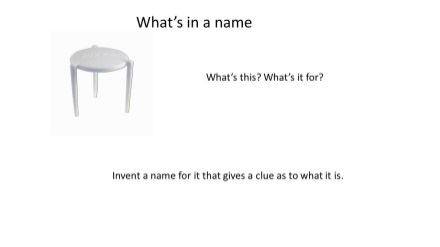 What's in a name
What's this? What's it for?
Invent a name for it that gives a clue as to what it is.